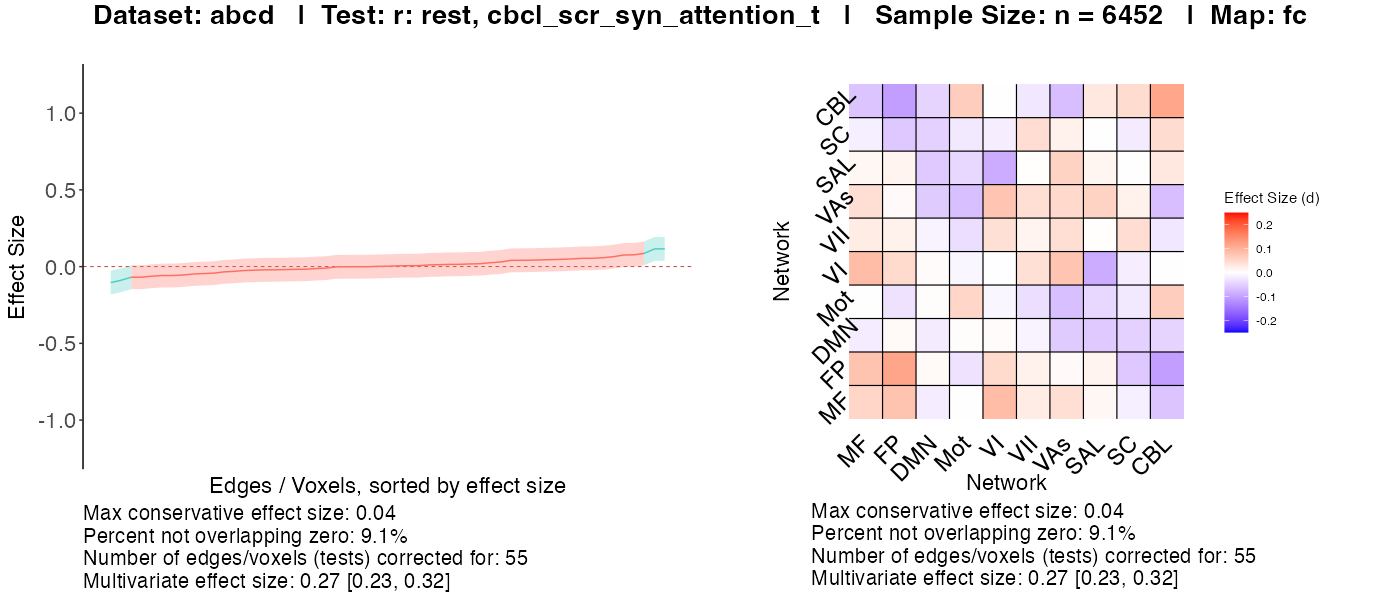 Dataset: abcd | Test: r: rest, cbcl_scr_syn_attention_t | Sample Size: n = 6452 | Map: fc
Effect Size
1.0
0.5
0.0
-0.5
-1.0
Edges / Voxels, sorted by effect size
Max conservative effect size: 0.04
Percent not overlapping zero: 9.1%
Number of edges/voxels (tests) corrected for: 55
Multivariate effect size: 0.27 [0.23, 0.32]
Network
CBL
SC
SAL
VAs
VII
VI
Mot
DMN
FP
MF
MF FP DMN Mot VI VII VAs SAL SC CBL
Network
Effect Size (d)
0.2
0.1
0.0
-0.1
-0.2
Max conservative effect size: 0.04
Percent not overlapping zero: 9.1%
Number of edges/voxels (tests) corrected for: 55
Multivariate effect size: 0.27 [0.23, 0.32]